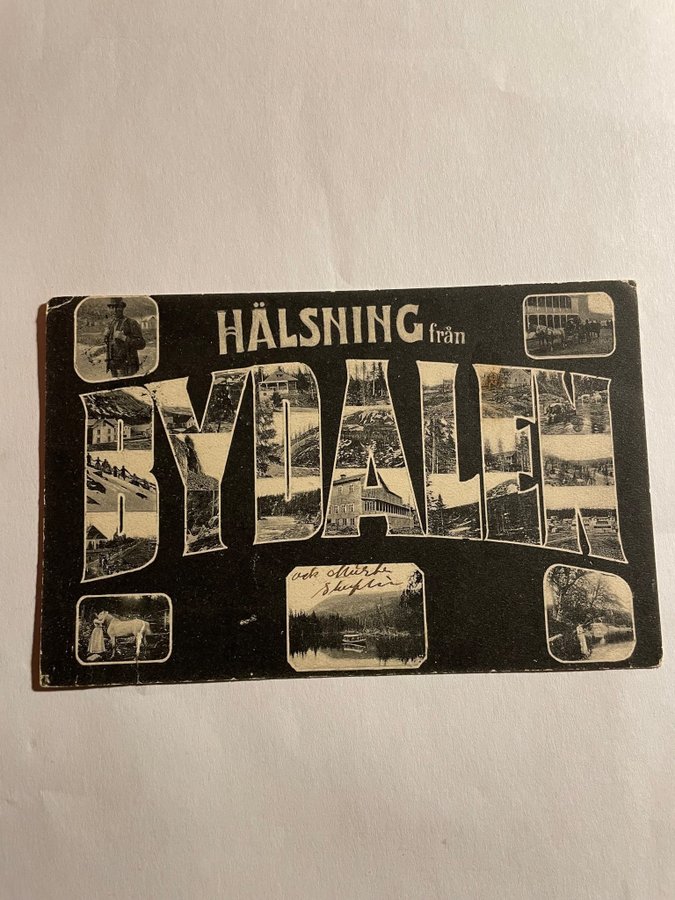 HÄLSNING från
BYDALEN
och